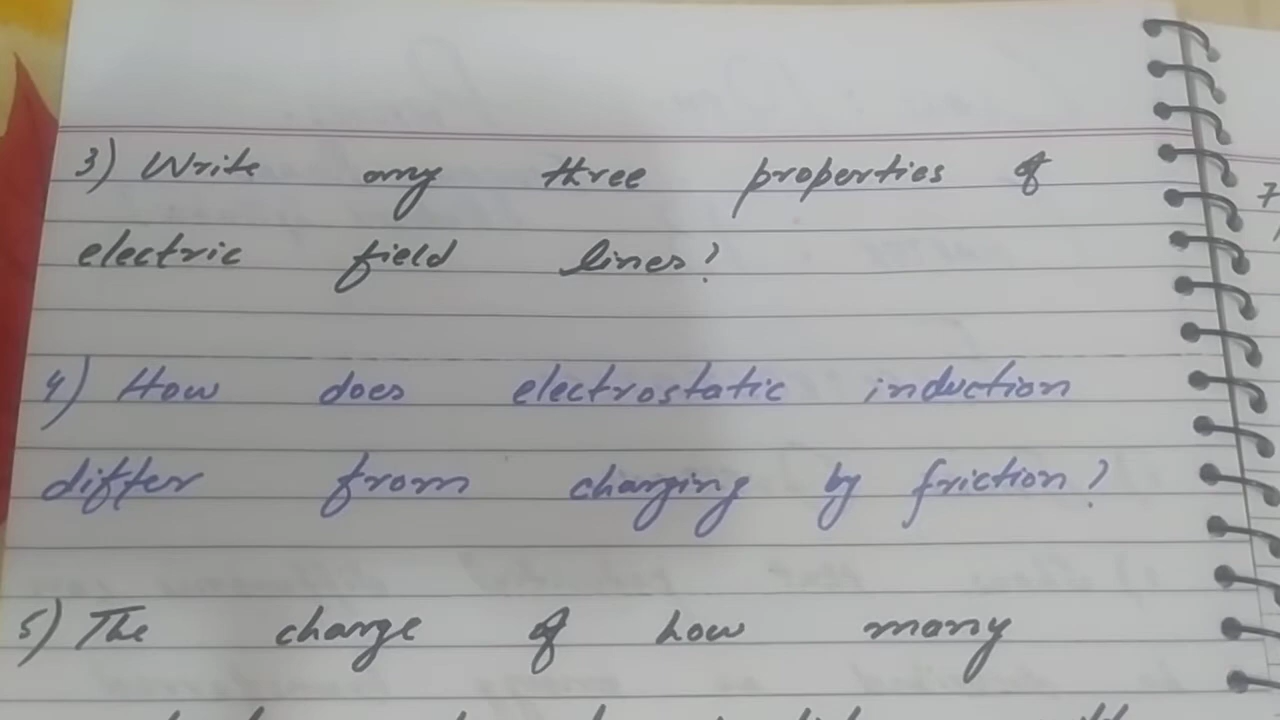 3) Write any three properties of
electric field lines?
4) How does electrostatic induction
differ from charging by friction?
5) The charge of how many
7